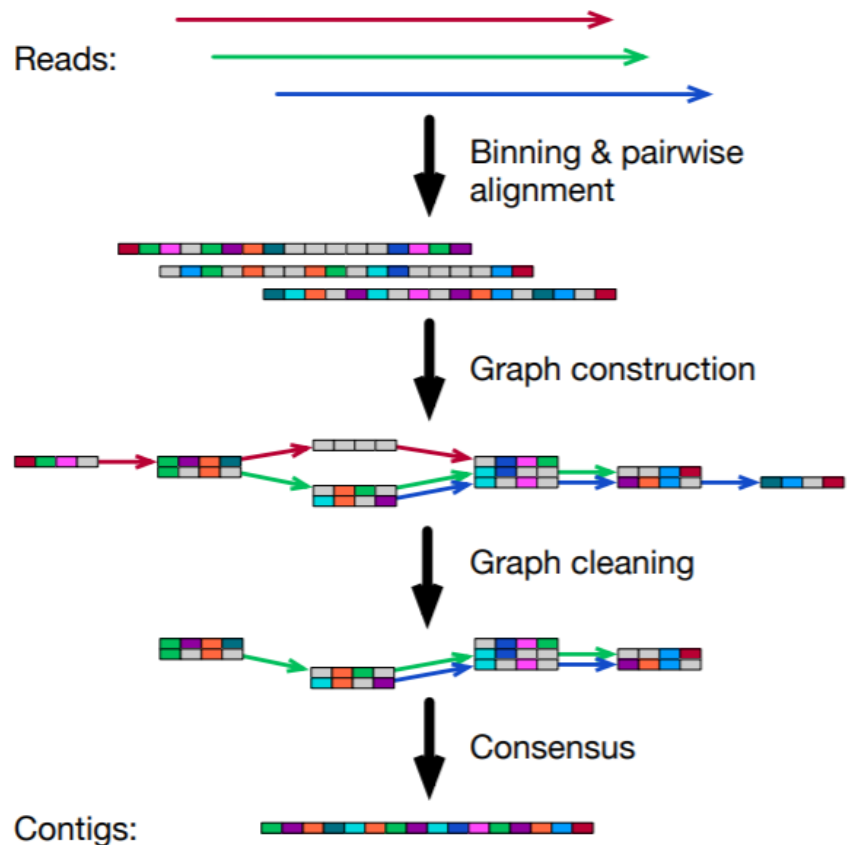 Reads:
Binning & pairwise
alignment
Graph construction
Graph cleaning
Consensus
Contigs: